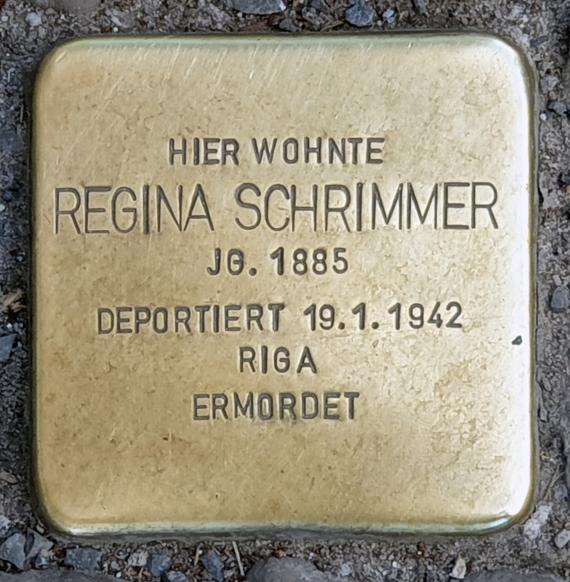 HIER WOHNTE
REGINA SCHRIMMER
JG. 1885
DEPORTIERT 19.1.1942
RIGA
ERMORDET